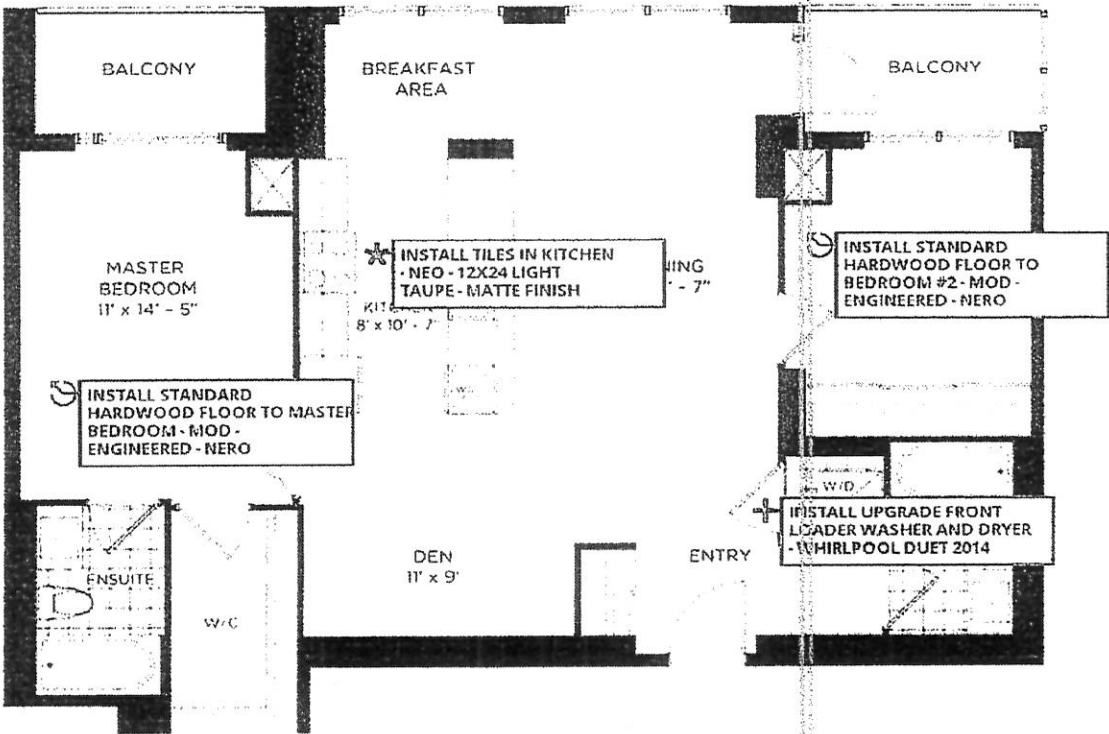 BALCONY
BREAKFAST
AREA
BALCONY
MASTER
BEDROOM
11' x 14' - 5"
INSTALL TILES IN KITCHEN
- NEO - 12X24 LIGHT
TAUPE - MATTE FINISH
8' x 10' - 7"
NING
' - 7"
INSTALL STANDARD
HARDWOOD FLOOR TO
BEDROOM #2 - MOD -
ENGINEERED - NERO
INSTALL STANDARD
HARDWOOD FLOOR TO MASTER
BEDROOM - MOD -
ENGINEERED - NERO
W/D
INSTALL UPGRADE FRONT
LOADER WASHER AND DRYER
- WHIRLPOOL DUET 2014
ENSUITE
W/C
DEN
11' x 9'
ENTRY